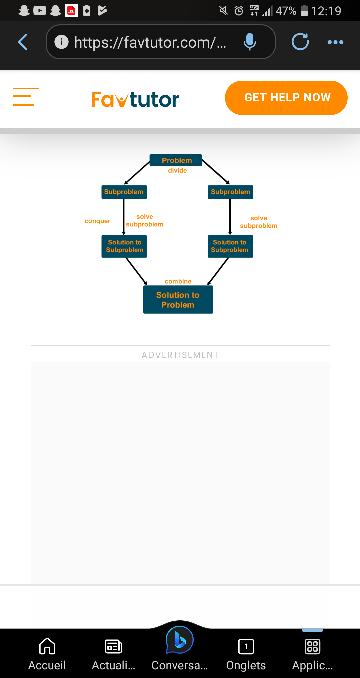 47% 12:19
https://favtutor.com/...
Favtutor
GET HELP NOW
Problem
divide
Subproblem Subproblem
conquer solve subproblem solve subproblem
Solution to Subproblem Solution to Subproblem
combine
Solution to
Problem
ADVERTISEMENT
1
Accueil Actuali... Conversa... Onglets Applic...